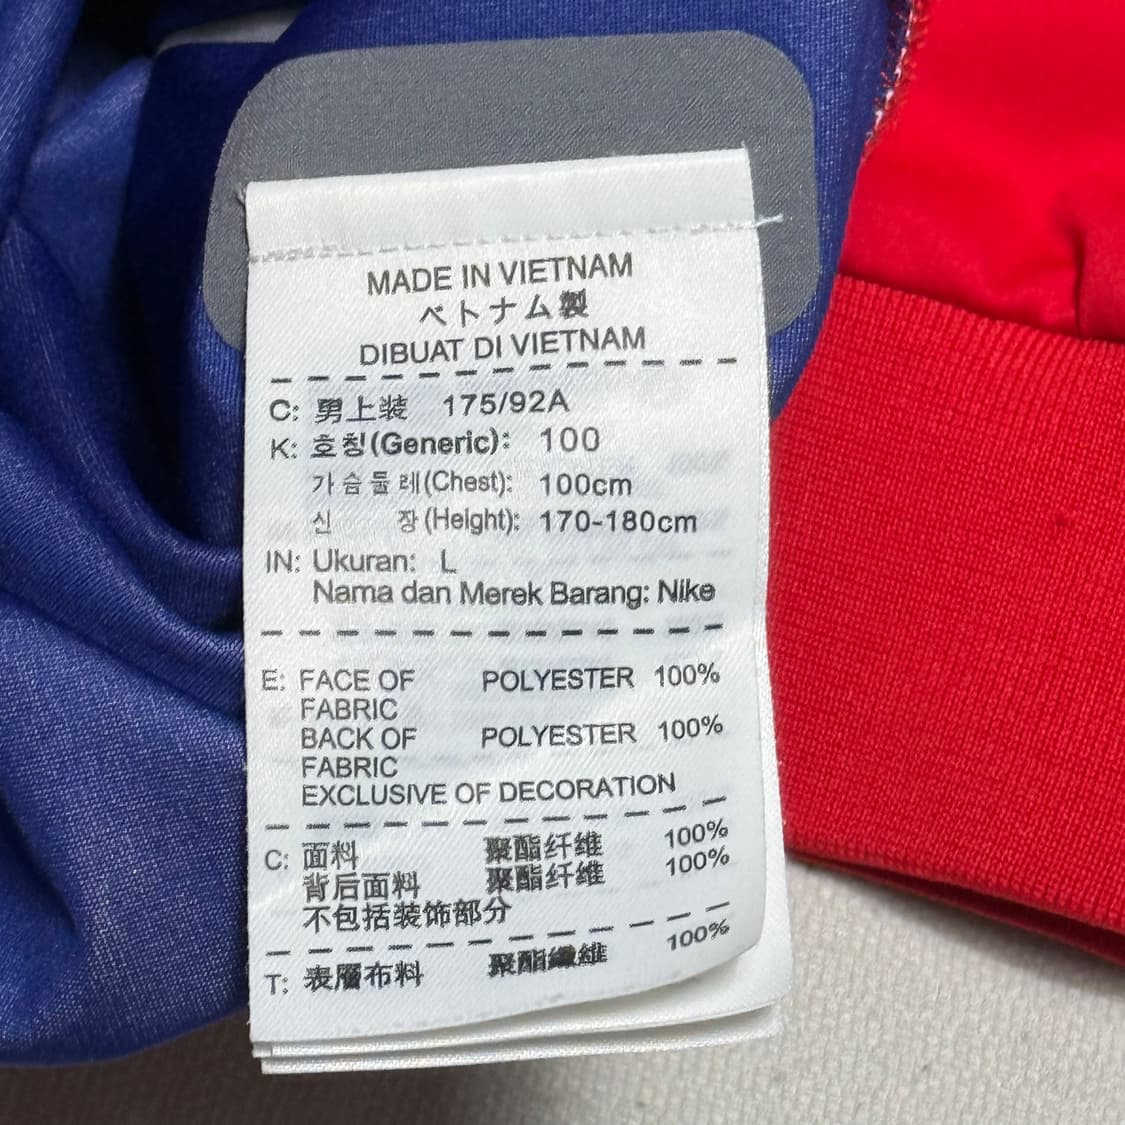 MADE IN VIETNAM
ベトナム製
DIBUAT DI VIETNAM
C: 男上装 175/92A
K: 호칭(Generic): 100
가슴둘레(Chest): 100cm
신 장(Height): 170-180cm
IN: Ukuran: L
Nama dan Merek Barang: Nike
E: FACE OF POLYESTER 100%
FABRIC
BACK OF POLYESTER 100%
FABRIC
EXCLUSIVE OF DECORATION
C: 面料 聚酯纤维 100%
背后面料 聚酯纤维 100%
不包括装饰部分
T: 表層布料 聚酯纖維 100%